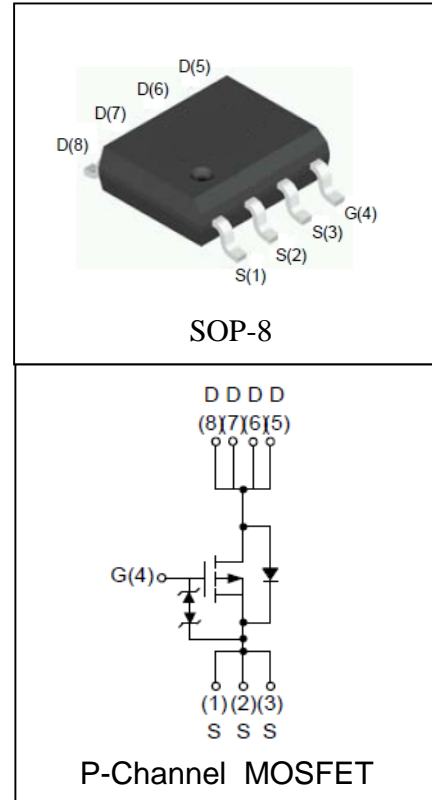 D(5)
D(6)
D(7)
D(8)
G(4)
S(3)
S(2)
S(1)
SOP-8
D D D D
(8)(7)(6)(5)
G(4)
(1) (2) (3)
S S S
P-Channel MOSFET